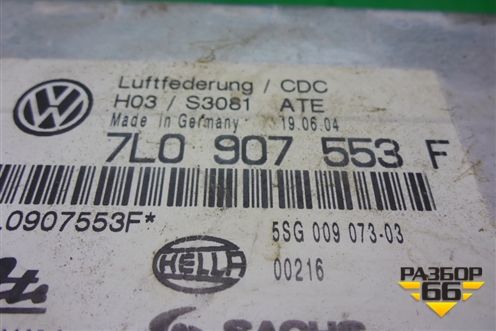 Luftfederung / CDC
H03 / S3081 ATE
Made in Germany 19.06.04
7L0 907 553 F
L0907553F*
5SG 009 073-03
HELLA
00216
SACHS
РАЗБОР
66